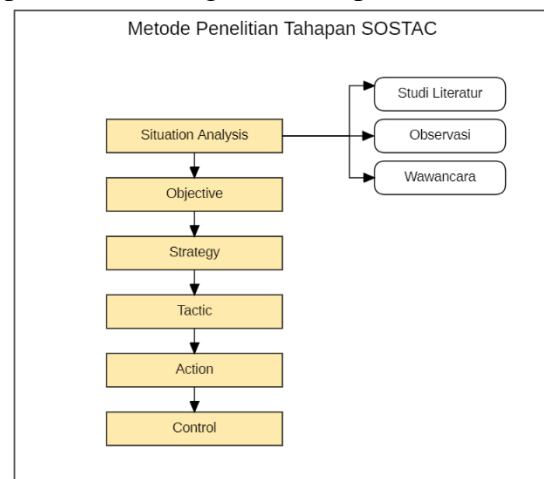 Metode Penelitian Tahapan SOSTAC
Situation Analysis
Objective
Strategy
Tactic
Action
Control
Studi Literatur
Observasi
Wawancara